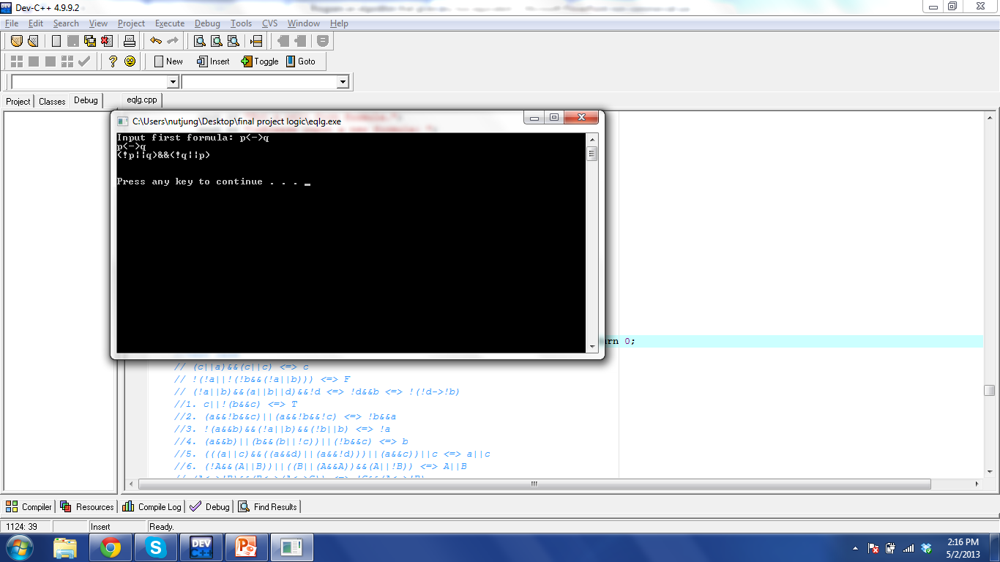 Dev-C++ 4.9.9.2
File Edit Search View Project Execute Debug Tools CVS Window Help
New Insert Toggle Goto
Project Classes Debug eqlg.cpp
C:\Users\nutjung\Desktop\final project logic\eqlg.exe
Input first formula: p<->q
p<->q
(!p||q)&&(!q||p)
Press any key to continue . . . _
urn 0;
// (c||a)&&(c||c) <=> c
// !(!a||!(!b&&(!a||b))) <=> F
// (!a||b)&&(a||b||d)&&!d <=> !d&&b <=> !(!d->!b)
//1. c||!(b&&c) <=> T
//2. (a&&!b&&c)||(a&&!b&&!c) <=> !b&&a
//3. !(a&&b)&&(!a||b)&&(!b||b) <=> !a
//4. (a&&b)||(b&&(b||!c))||(!b&&c) <=> b
//5. (((a||c)&&((a&&d)||(a&&!d)))||(a&&c))||c <=> a||c
//6. (!A&&(A||B))||((B||(A&&A))&&(A||!B)) <=> A||B
Compiler Resources Compile Log Debug Find Results
1124: 39 Insert Ready.
2:16 PM
5/2/2013